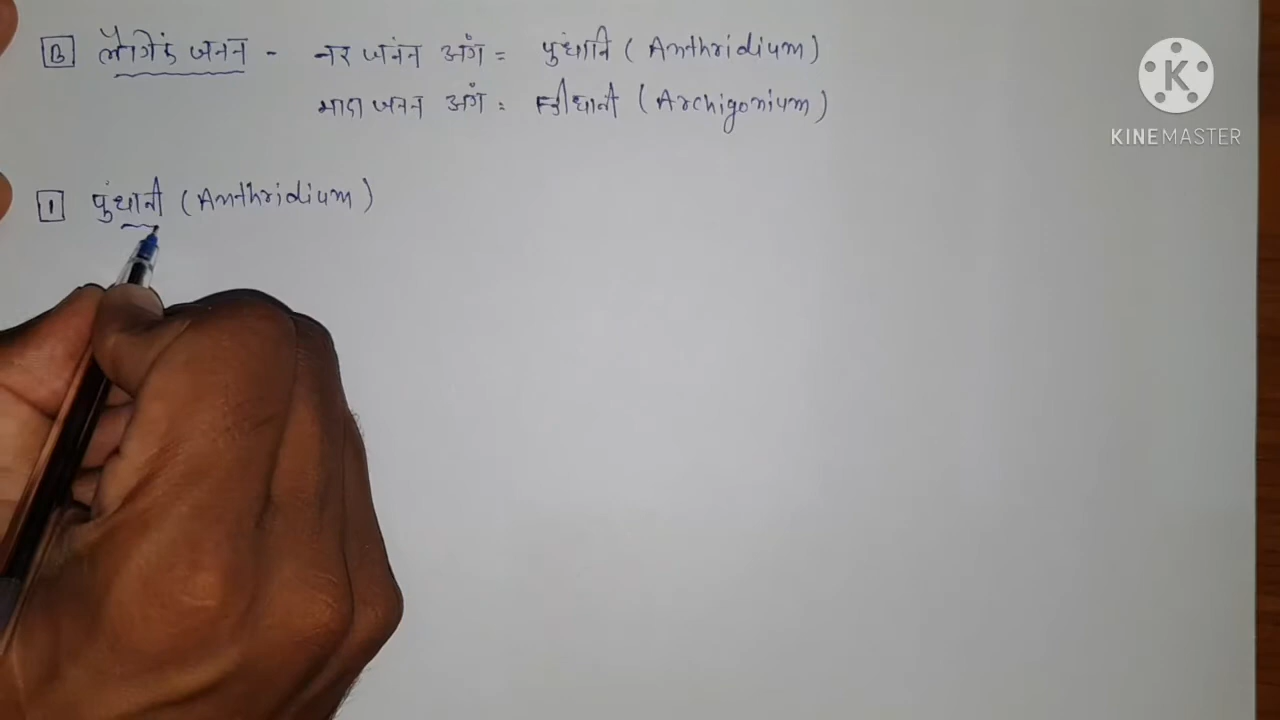 B लैंगिक जनन - नर जनन अंग = पुंधानि (Anthridium)
मादा जनन अंग = स्त्रीधानी (Archigonium)
K
KINEMASTER
1 पुंधानी (Anthridium)